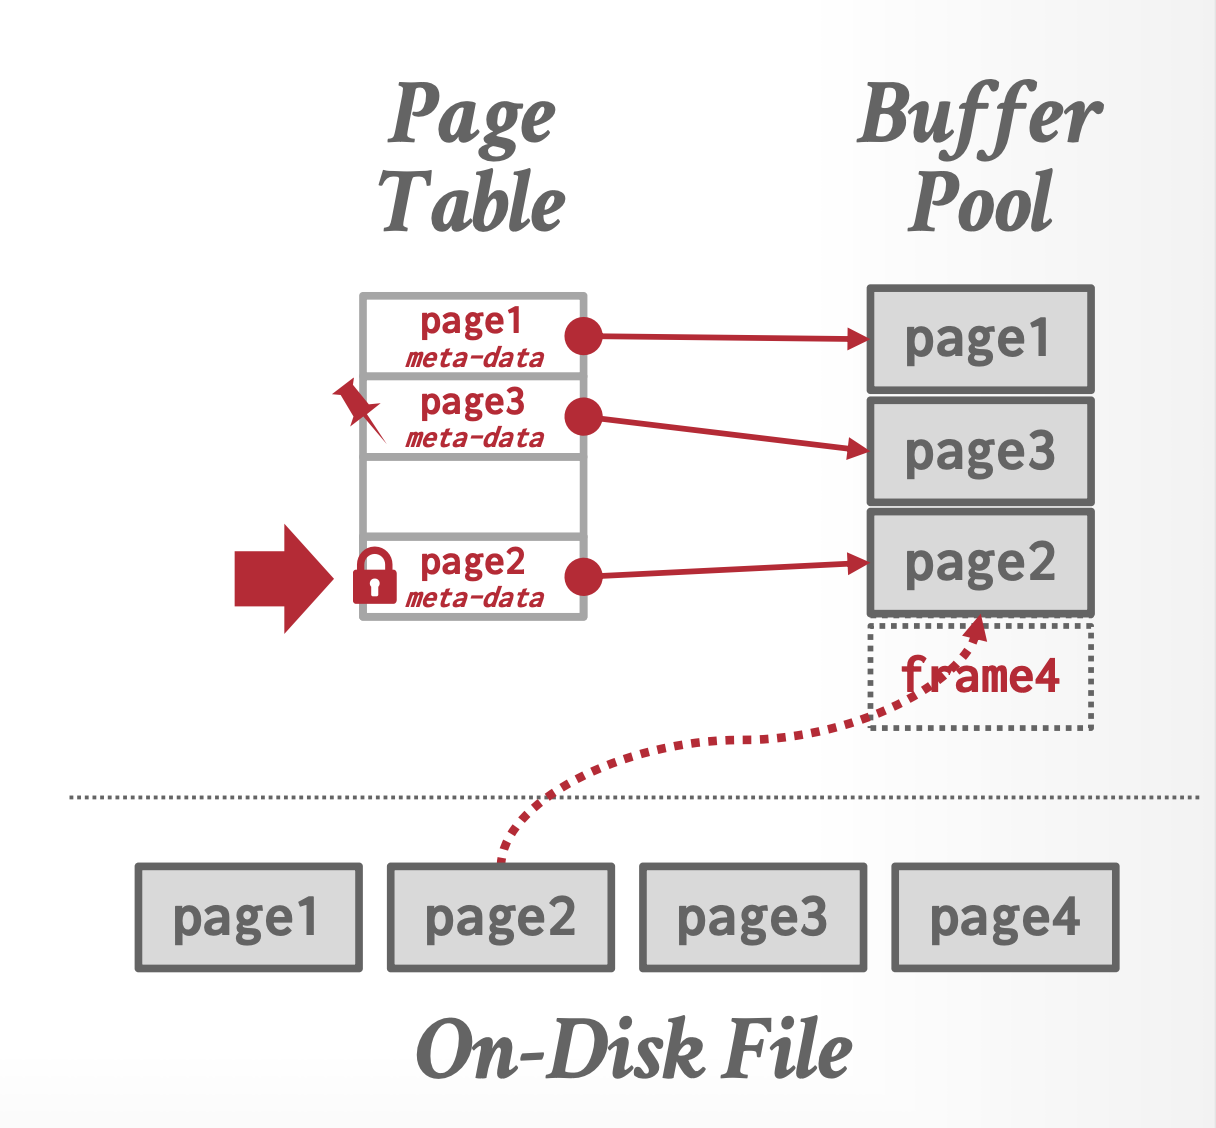 Page
Table
Buffer
Pool
page1
meta-data
page3
meta-data
page2
meta-data
page1
page3
page2
frame4
page1
page2
page3
page4
On-Disk File